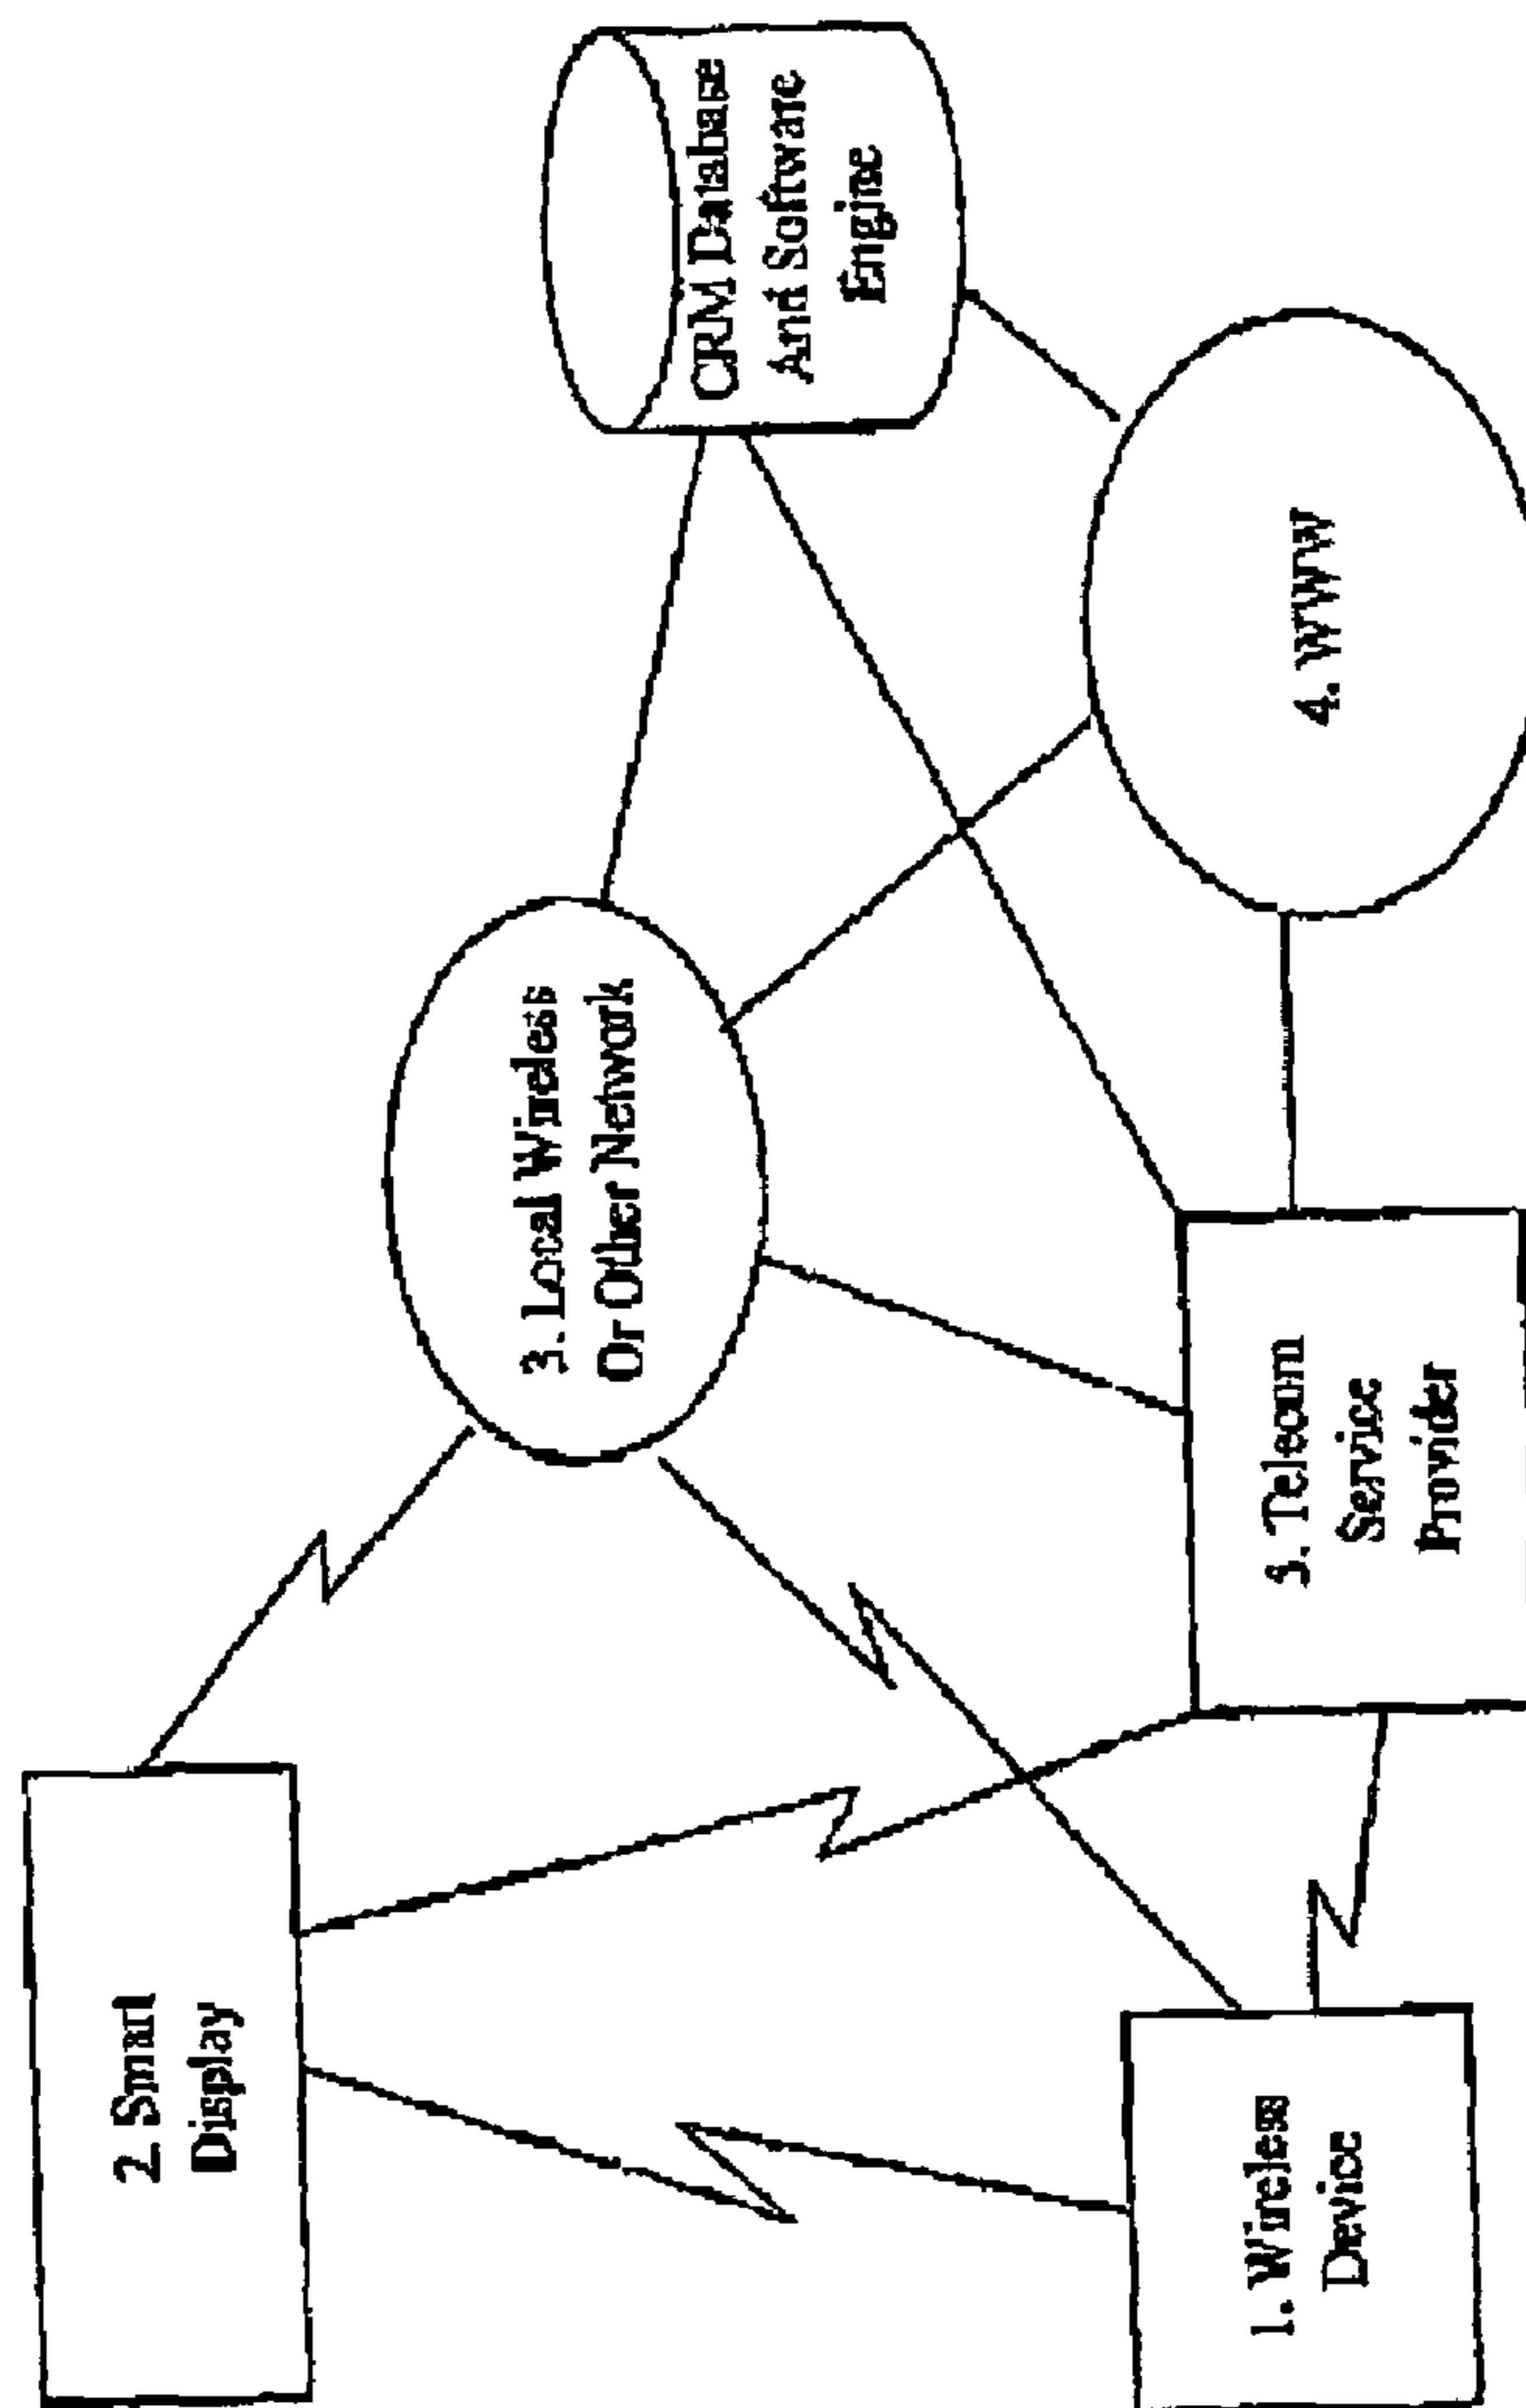 2. Smart
Display
3. Local Wireless
Or Other Network
CRM Database
And Software
Engine
1. Wireless
Device
3. Telecom
Service
Provider
4. WWW